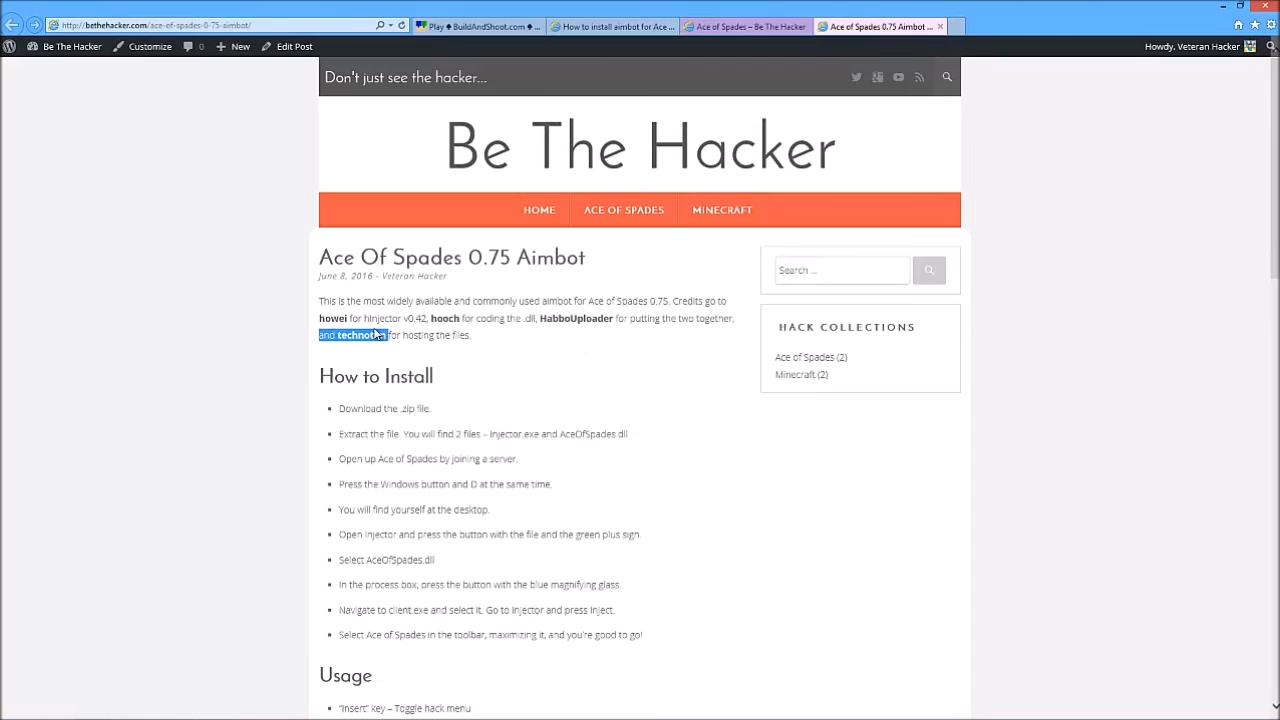 http://bethehacker.com/ace-of-spades-0-75-aimbot/
Play ♠ BuildAndShoot.com ♠ ...
How to install aimbot for Ace ...
Ace of Spades – Be The Hacker
Ace of Spades 0.75 Aimbot ...
Be The Hacker
Customize
0
New
Edit Post
Howdy, Veteran Hacker
Don't just see the hacker...
Be The Hacker
HOME
ACE OF SPADES
MINECRAFT
Ace Of Spades 0.75 Aimbot
June 8, 2016 - Veteran Hacker
This is the most widely available and commonly used aimbot for Ace of Spades 0.75. Credits go to
howei for hInjector v0.42, hooch for coding the .dll, HabboUploader for putting the two together,
and for hosting the files.
How to Install
Download the .zip file.
Extract the file. You will find 2 files – Injector.exe and AceOfSpades.dll
Open up Ace of Spades by joining a server.
Press the Windows button and D at the same time.
You will find yourself at the desktop.
Open Injector and press the button with the file and the green plus sign.
Select AceOfSpades.dll
In the process box, press the button with the blue magnifying glass.
Navigate to client.exe and select it. Go to Injector and press Inject.
Select Ace of Spades in the toolbar, maximizing it, and you're good to go!
Usage
"Insert" key – Toggle hack menu
Search ...
HACK COLLECTIONS
Ace of Spades (2)
Minecraft (2)